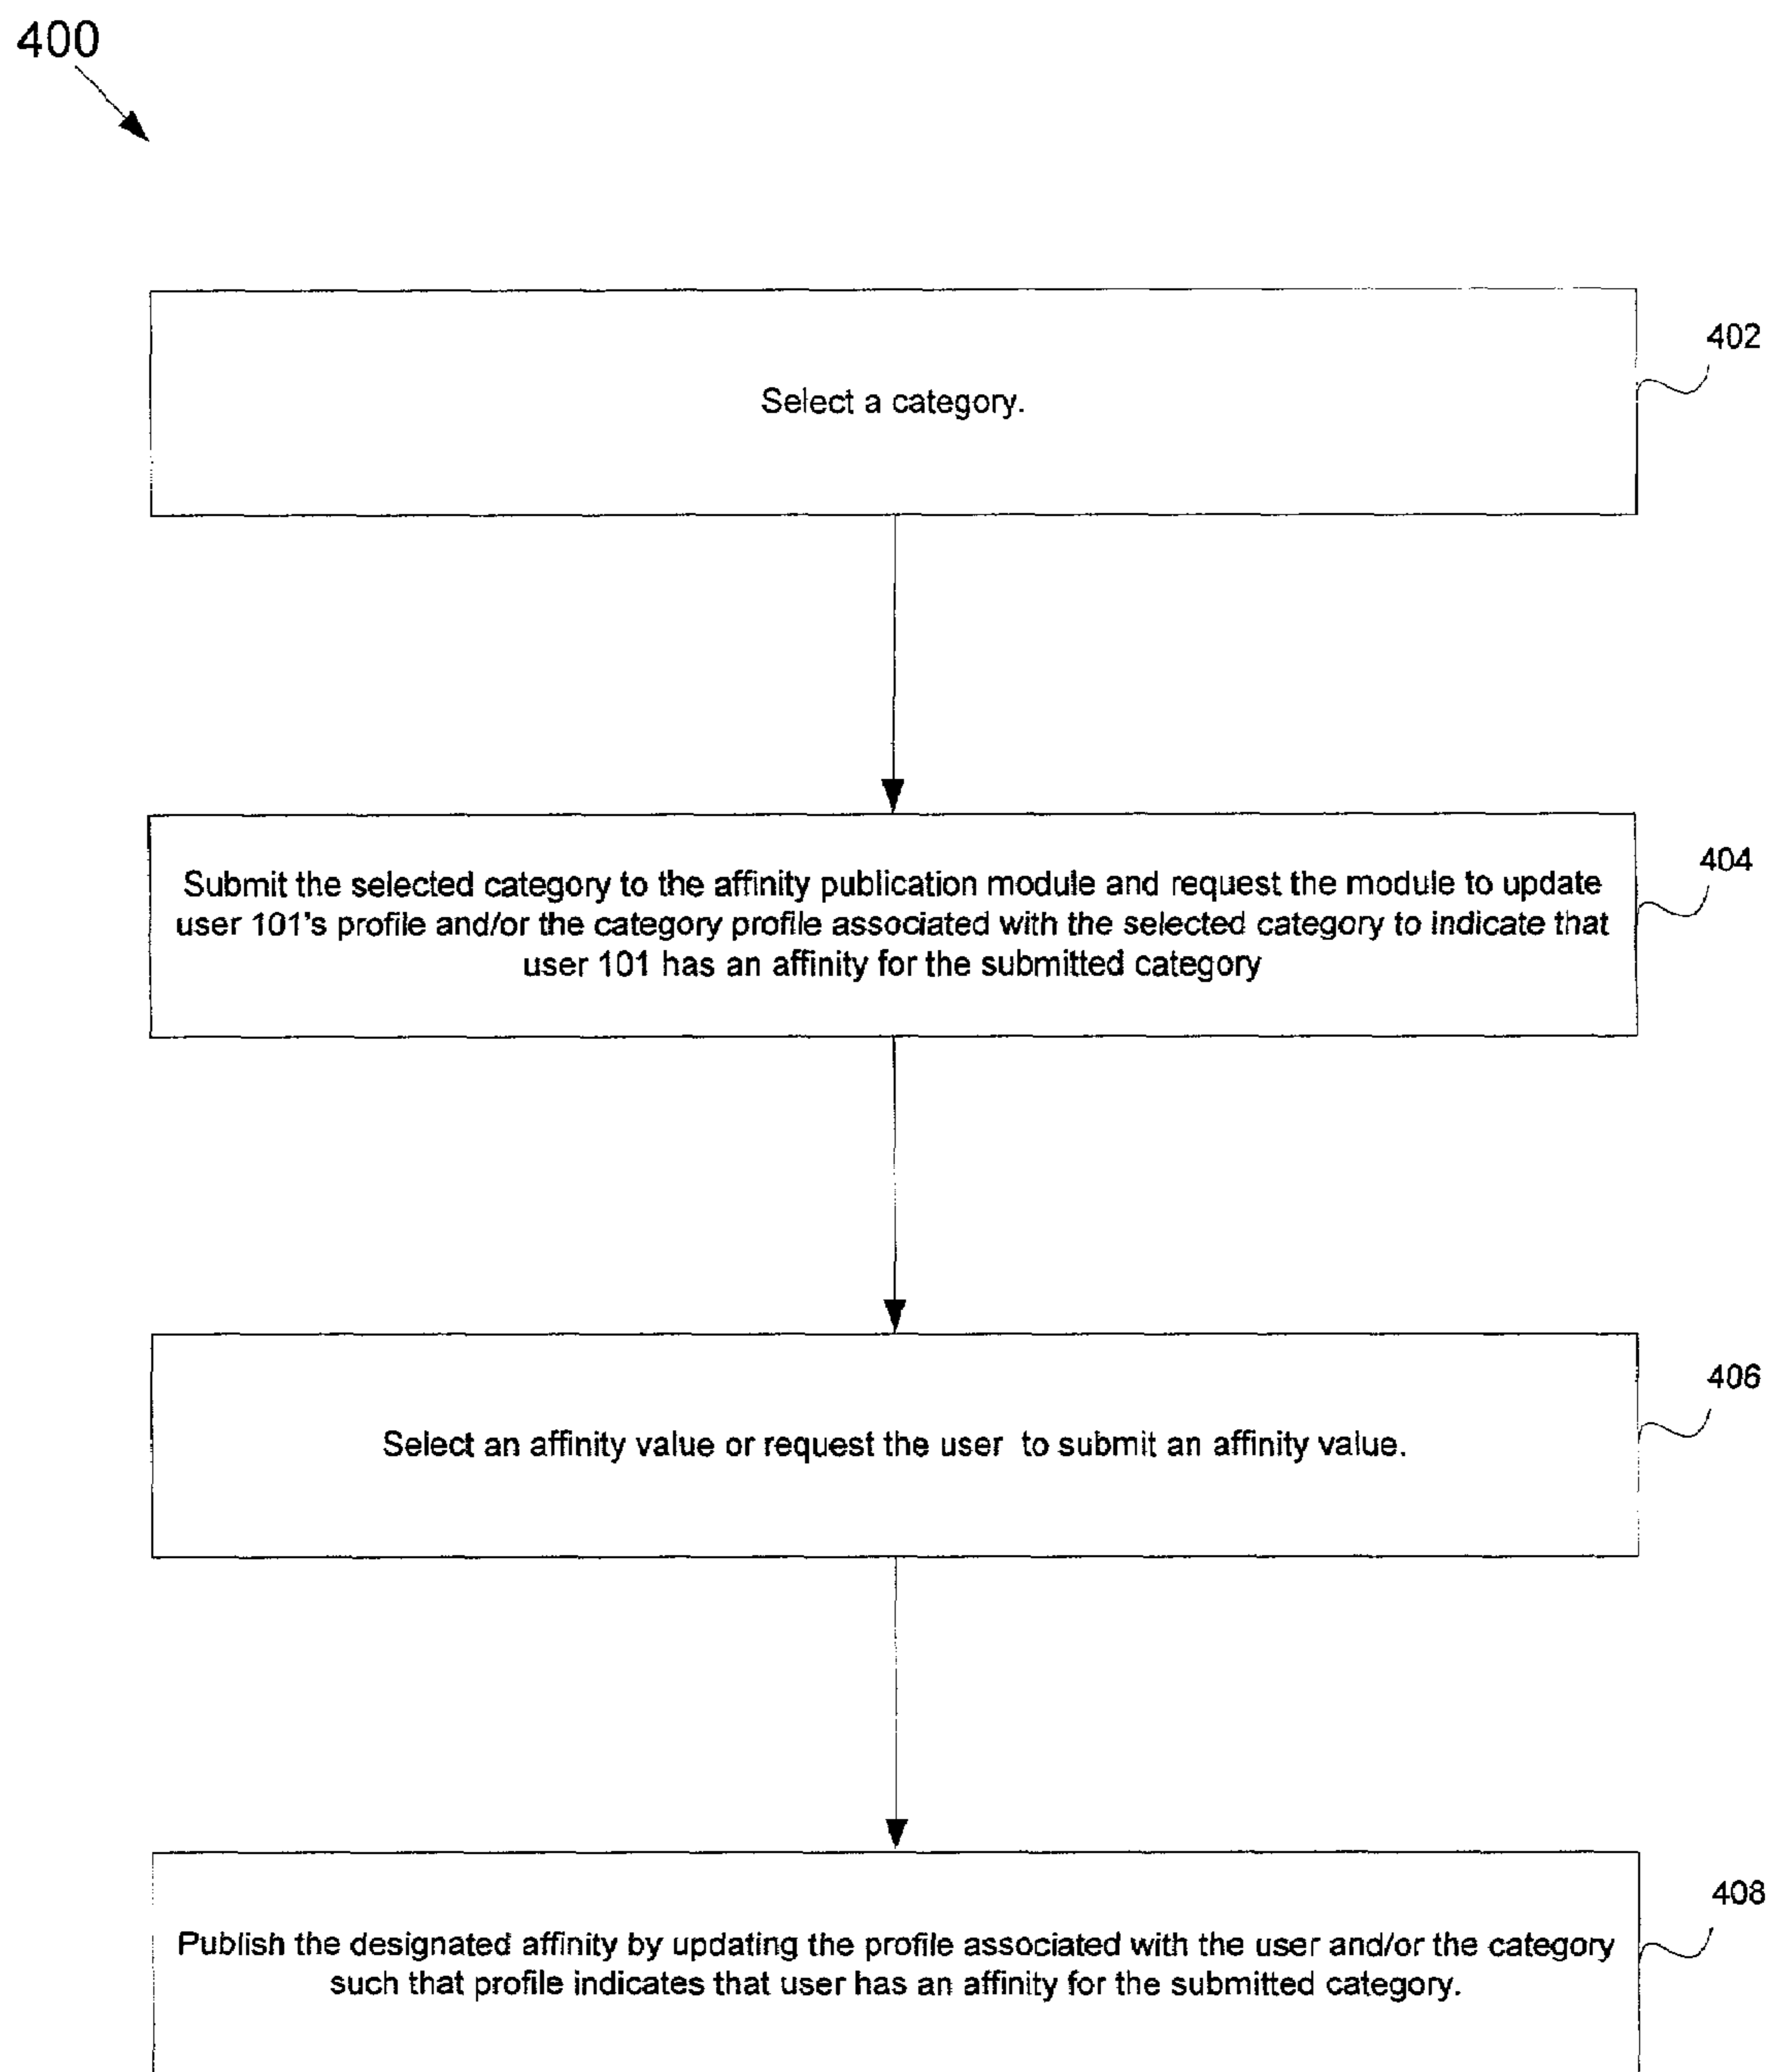 400
402
Select a category.
404
Submit the selected category to the affinity publication module and request the module to update
user 101's profile and/or the category profile associated with the selected category to indicate that
user 101 has an affinity for the submitted category
406
Select an affinity value or request the user to submit an affinity value.
408
Publish the designated affinity by updating the profile associated with the user and/or the category
such that profile indicates that user has an affinity for the submitted category.